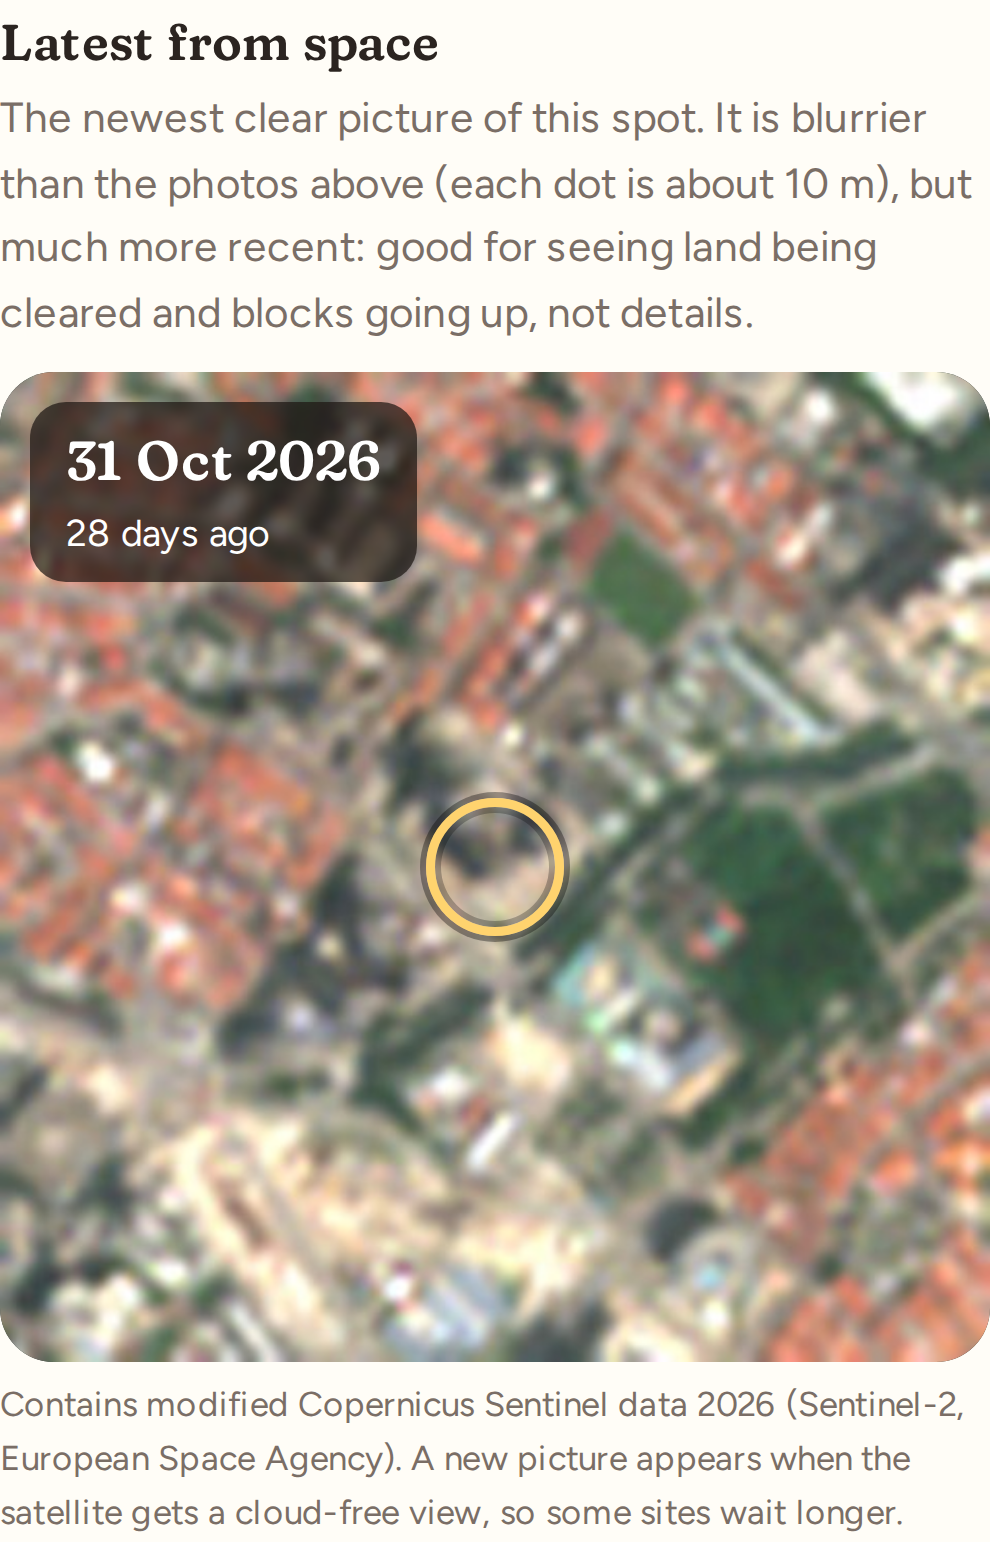 Latest from space
The newest clear picture of this spot. It is blurrier
than the photos above (each dot is about 10 m), but
much more recent: good for seeing land being
cleared and blocks going up, not details.
31 Oct 2026
28 days ago
Contains modified Copernicus Sentinel data 2026 (Sentinel-2,
European Space Agency). A new picture appears when the
satellite gets a cloud-free view, so some sites wait longer.